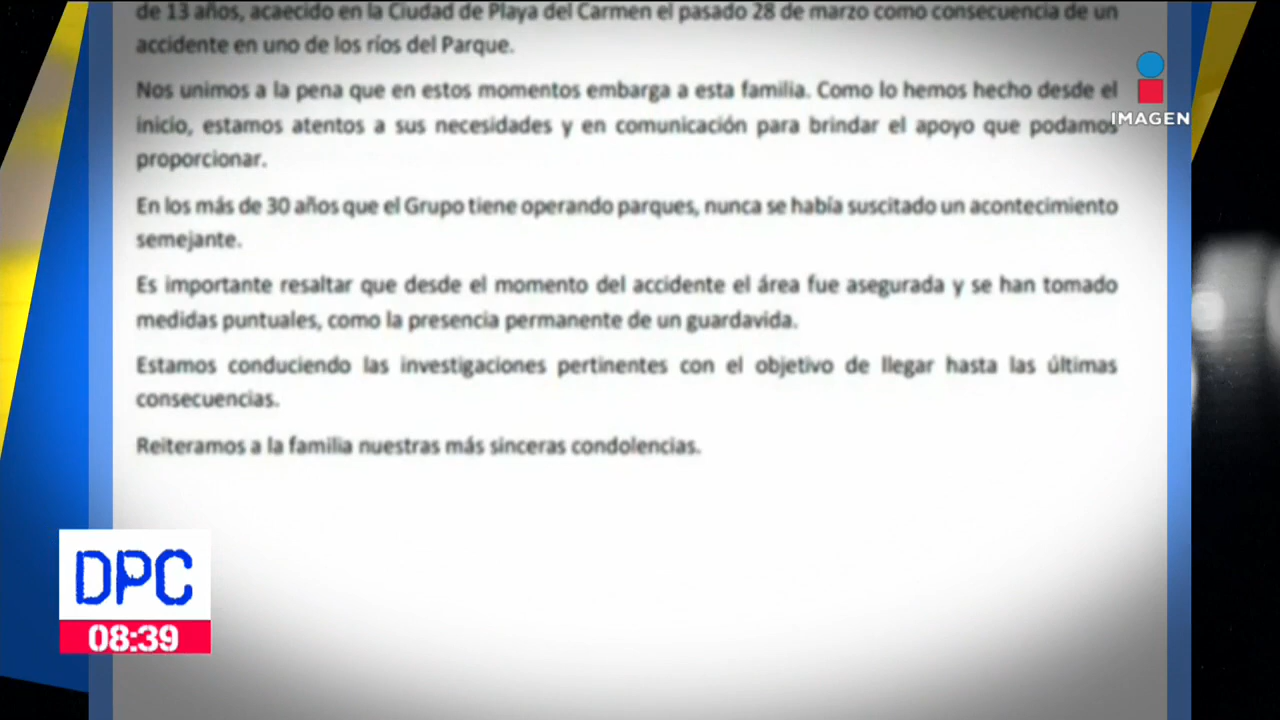 de 13 años, acaecido en la Ciudad de Playa del Carmen el pasado 28 de marzo como consecuencia de un
accidente en uno de los ríos del Parque.
Nos unimos a la pena que en estos momentos embarga a esta familia. Como lo hemos hecho desde el
inicio, estamos atentos a sus necesidades y en comunicación para brindar el apoyo que podamos
proporcionar.
En los más de 30 años que el Grupo tiene operando parques, nunca se había suscitado un acontecimiento
semejante.
Es importante resaltar que desde el momento del accidente el área fue asegurada y se han tomado
medidas puntuales, como la presencia permanente de un guardavida.
Estamos conduciendo las investigaciones pertinentes con el objetivo de llegar hasta las últimas
consecuencias.
Reiteramos a la familia nuestras más sinceras condolencias.
IMAGEN
DPC
08:39